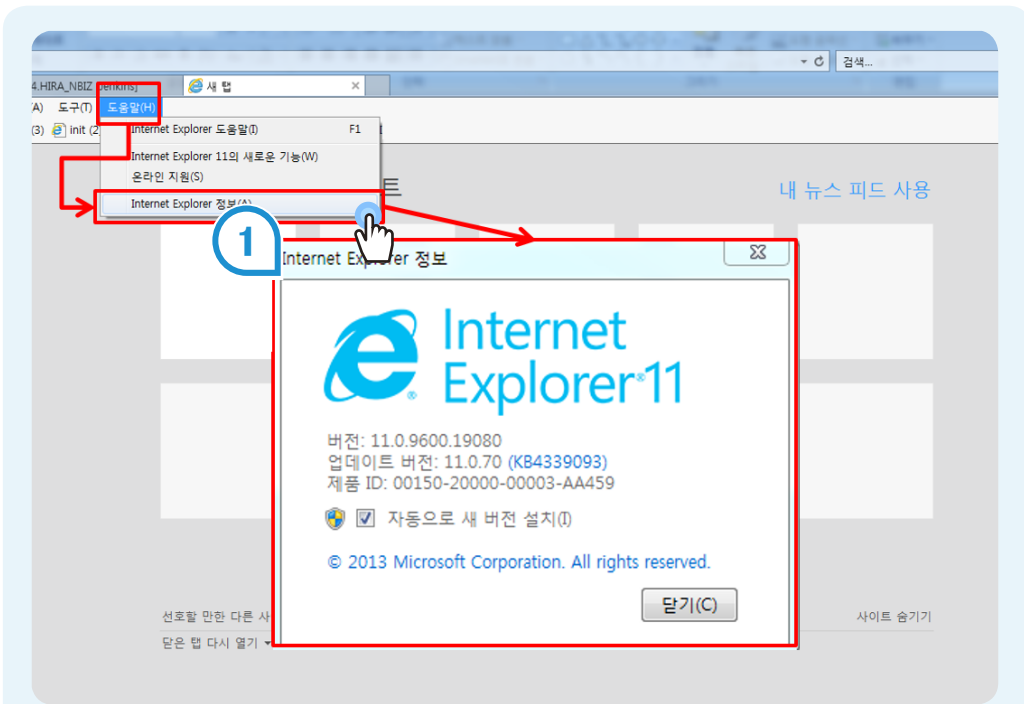 검색...
4.HIRA_NBIZ
새 탭
(A) 도구(T) 도움말(H)
(3) init (2
Internet Explorer 도움말(I) F1
Internet Explorer 11의 새로운 기능(W)
온라인 지원(S)
Internet Explorer 정보(A)
트
내 뉴스 피드 사용
1
Internet Explorer 정보
Internet
Explorer®11
버전: 11.0.9600.19080
업데이트 버전: 11.0.70 (KB4339093)
제품 ID: 00150-20000-00003-AA459
자동으로 새 버전 설치(I)
© 2013 Microsoft Corporation. All rights reserved.
닫기(C)
선호할 만한 다른 사
사이트 숨기기
닫은 탭 다시 열기